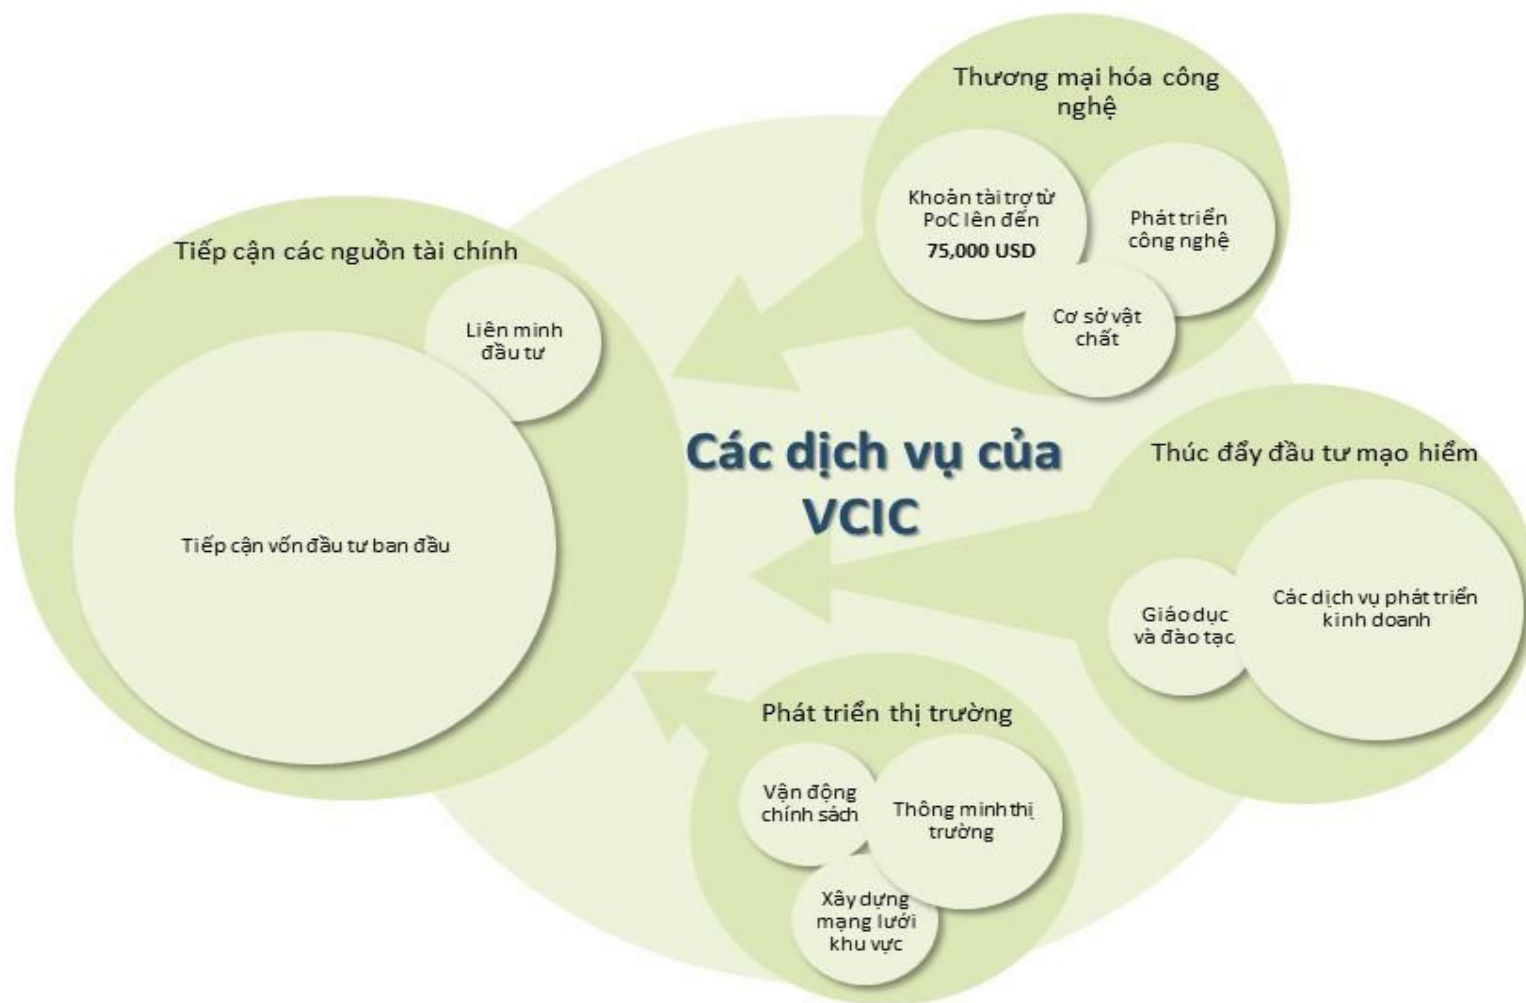 Thương mại hóa công
nghệ
Khoản tài trợ từ
PoC lên đến
75,000 USD
Phát triển
công nghệ
Cơ sở vật
chất
Tiếp cận các nguồn tài chính
Liên minh
đầu tư
Tiếp cận vốn đầu tư ban đầu
Các dịch vụ của
VCIC
Thúc đẩy đầu tư mạo hiểm
Giáo dục
và đào tạc
Các dịch vụ phát triển
kinh doanh
Phát triển thị trường
Vận động
chính sách
Thông minh thị
trường
Xây dựng
mạng lưới
khu vực